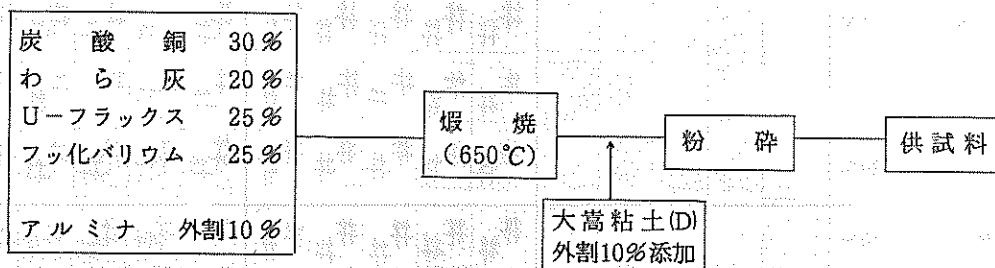 炭酸銅 30%
わら灰 20%
U-フラックス 25%
フッ化バリウム 25%
アルミナ 外割10%
煆焼
(650℃)
大嵩粘土(D)
外割10%添加
粉砕
供試料